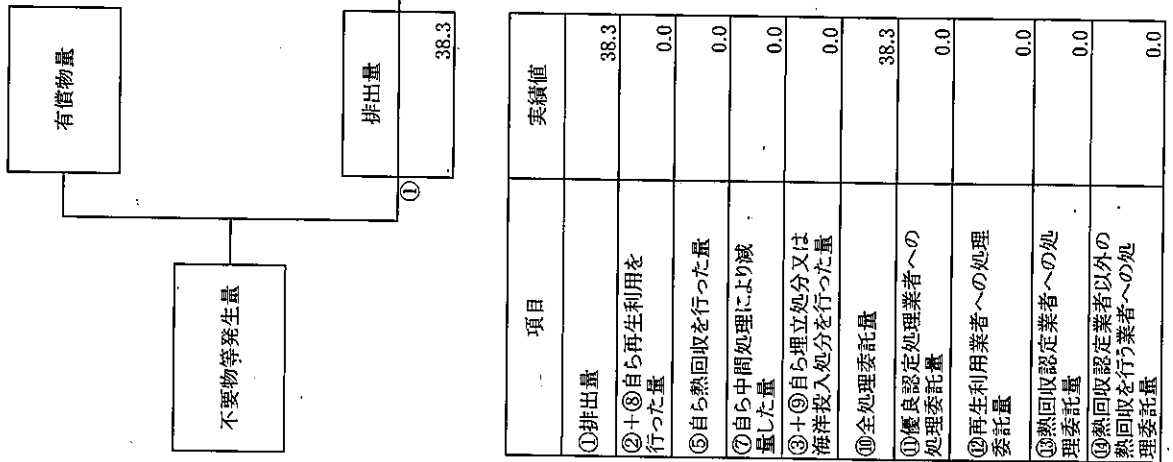 有償物量
不要物等発生量
排出量
①
38.3
項目
実績値
①排出量
38.3
②+⑧自ら再生利用を
行った量
0.0
⑤自ら熱回収を行った量
0.0
⑦自ら中間処理により減
量した量
0.0
③+⑨自ら埋立処分又は
海洋投入処分を行った量
0.0
⑩全処理委託量
38.3
⑪優良認定処理業者への
処理委託量
0.0
⑫再生利用業者への処理
委託量
0.0
⑬熱回収認定業者への処
理委託量
0.0
⑭熱回収認定業者以外の
熱回収を行う業者への処
理委託量
0.0